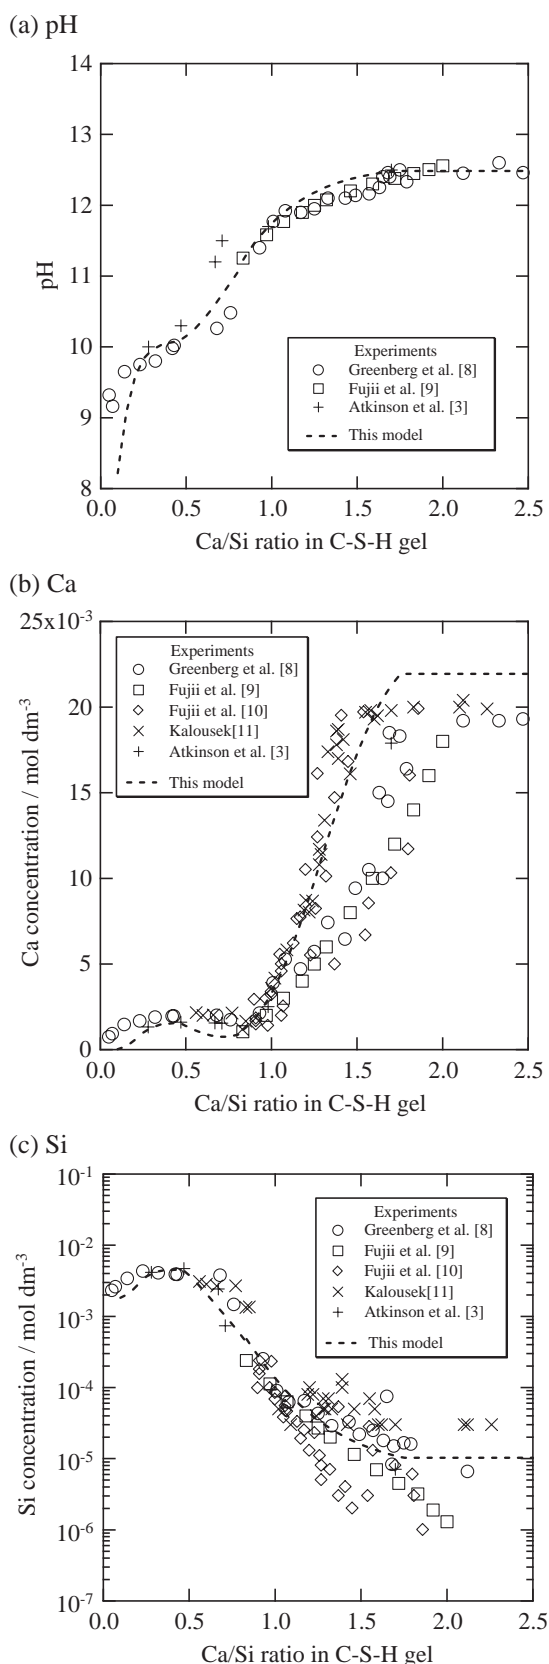 (a) pH
14
13
12
11
10
9
8
pH
Experiments
Greenberg et al. [8]
Fujii et al. [9]
Atkinson et al. [3]
This model
0.0 0.5 1.0 1.5 2.0 2.5
Ca/Si ratio in C-S-H gel
(b) Ca
25x10⁻³
20
15
10
5
0
Ca concentration / mol dm⁻³
Experiments
Greenberg et al. [8]
Fujii et al. [9]
Fujii et al. [10]
Kalousek[11]
Atkinson et al. [3]
This model
0.0 0.5 1.0 1.5 2.0 2.5
Ca/Si ratio in C-S-H gel
(c) Si
10⁻¹
10⁻²
10⁻³
10⁻⁴
10⁻⁵
10⁻⁶
10⁻⁷
Si concentration / mol dm⁻³
Experiments
Greenberg et al. [8]
Fujii et al. [9]
Fujii et al. [10]
Kalousek[11]
Atkinson et al. [3]
This model
0.0 0.5 1.0 1.5 2.0 2.5
Ca/Si ratio in C-S-H gel